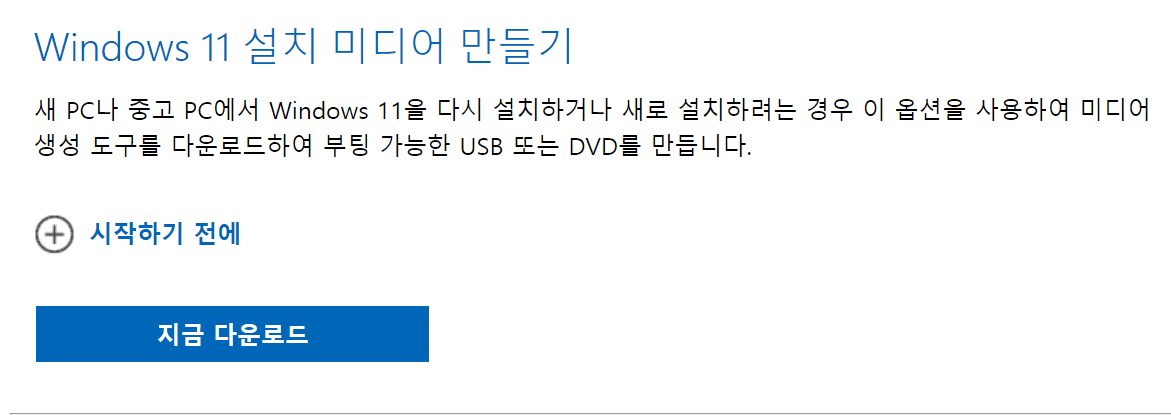 Windows 11 설치 미디어 만들기
새 PC나 중고 PC에서 Windows 11을 다시 설치하거나 새로 설치하려는 경우 이 옵션을 사용하여 미디어
생성 도구를 다운로드하여 부팅 가능한 USB 또는 DVD를 만듭니다.
시작하기 전에
지금 다운로드